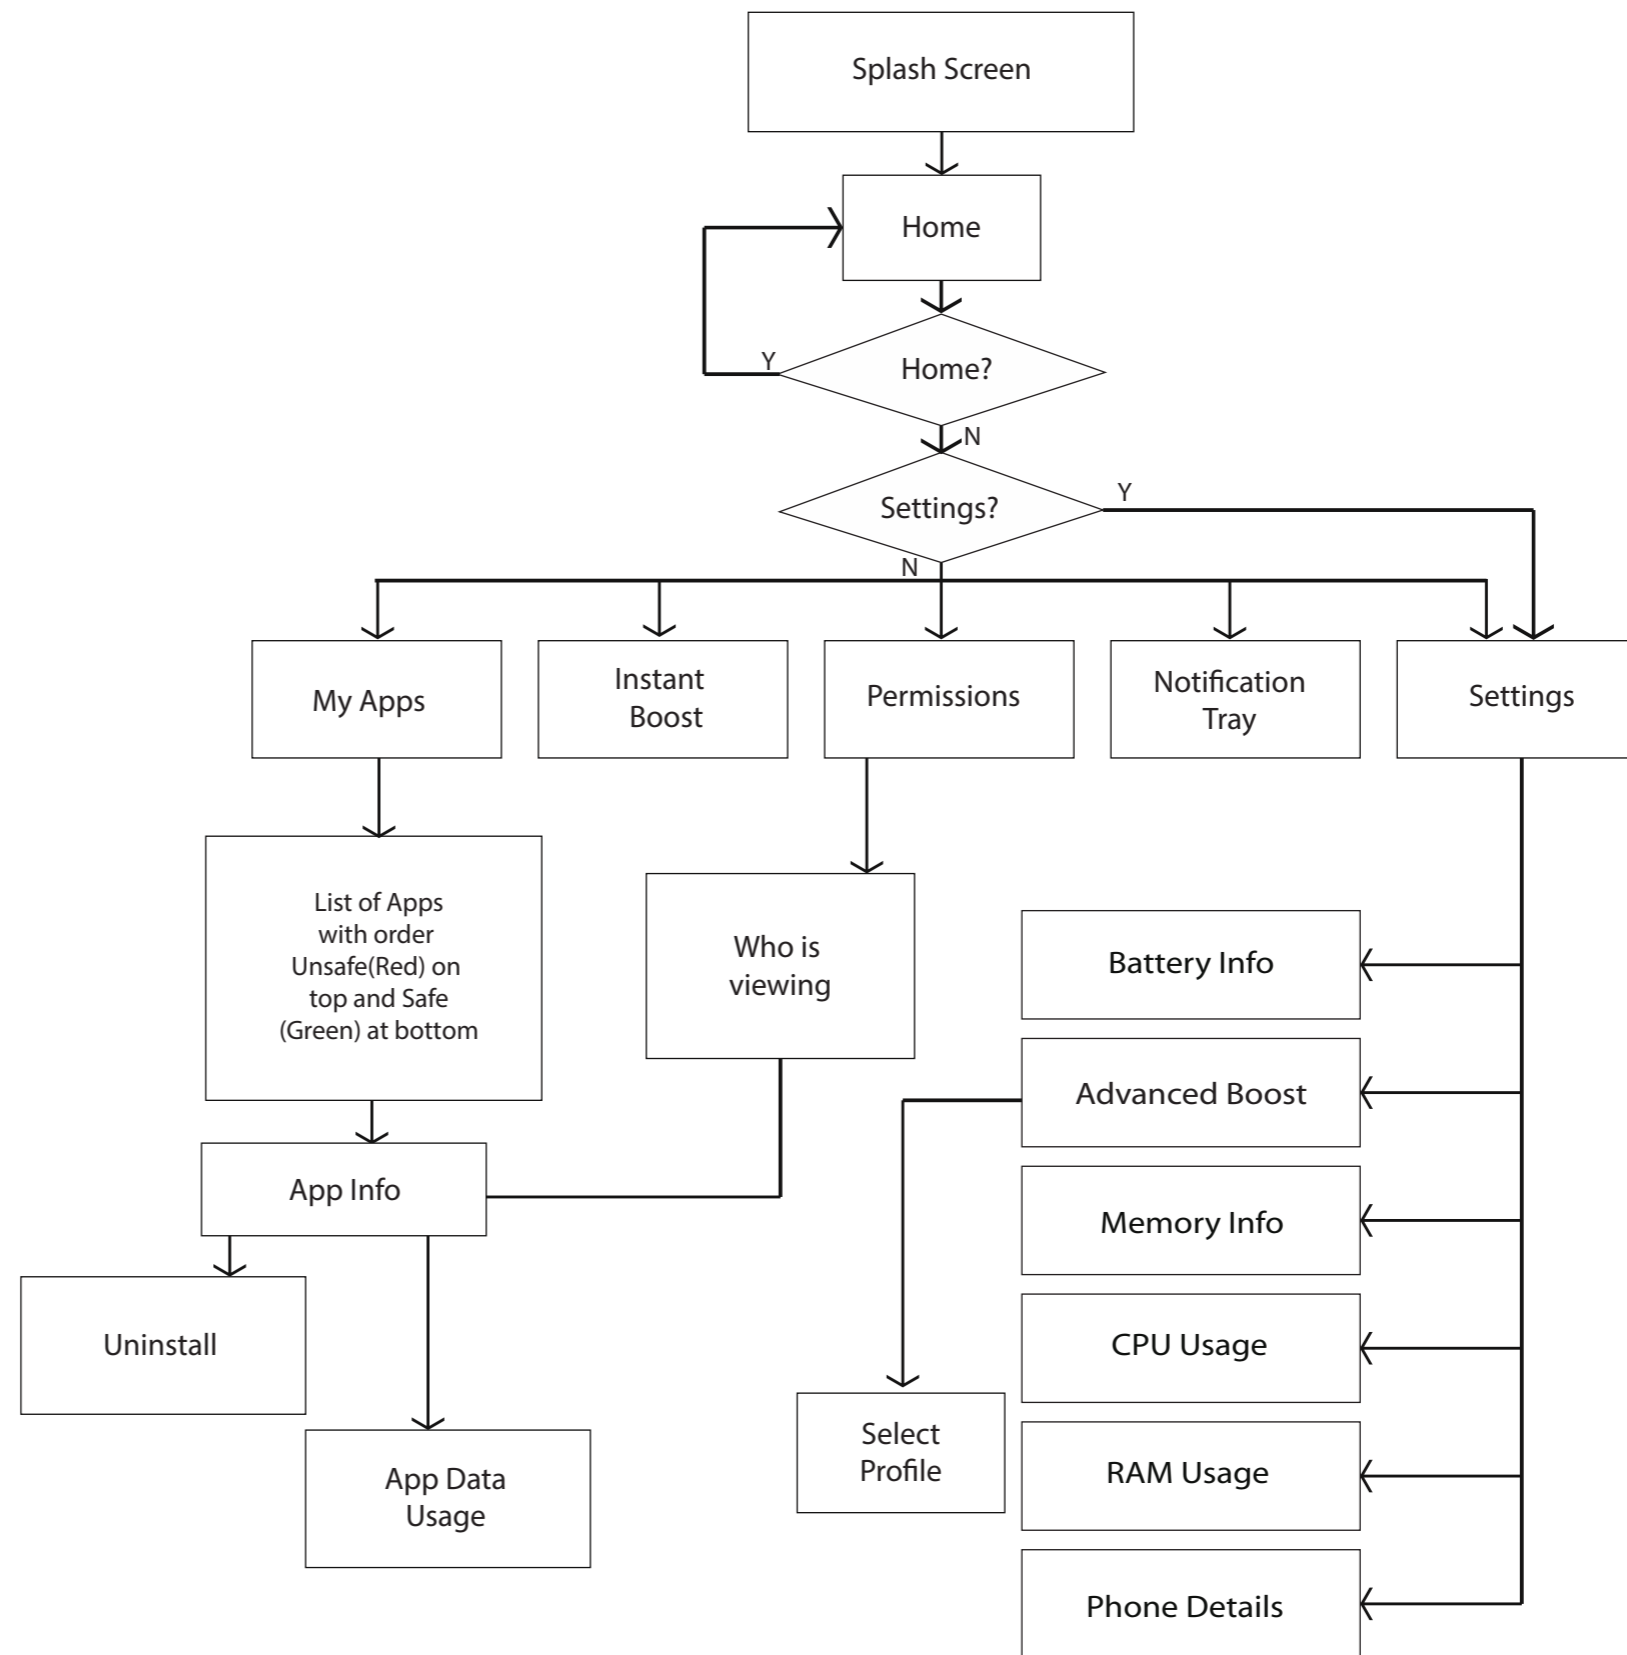 Splash Screen
Home
Home?
Y
N
Settings?
Y
N
My Apps
Instant
Boost
Permissions
Notification
Tray
Settings
List of Apps
with order
Unsafe(Red) on
top and Safe
(Green) at bottom
Who is
viewing
Battery Info
Advanced Boost
App Info
Memory Info
Uninstall
CPU Usage
Select
Profile
App Data
Usage
RAM Usage
Phone Details